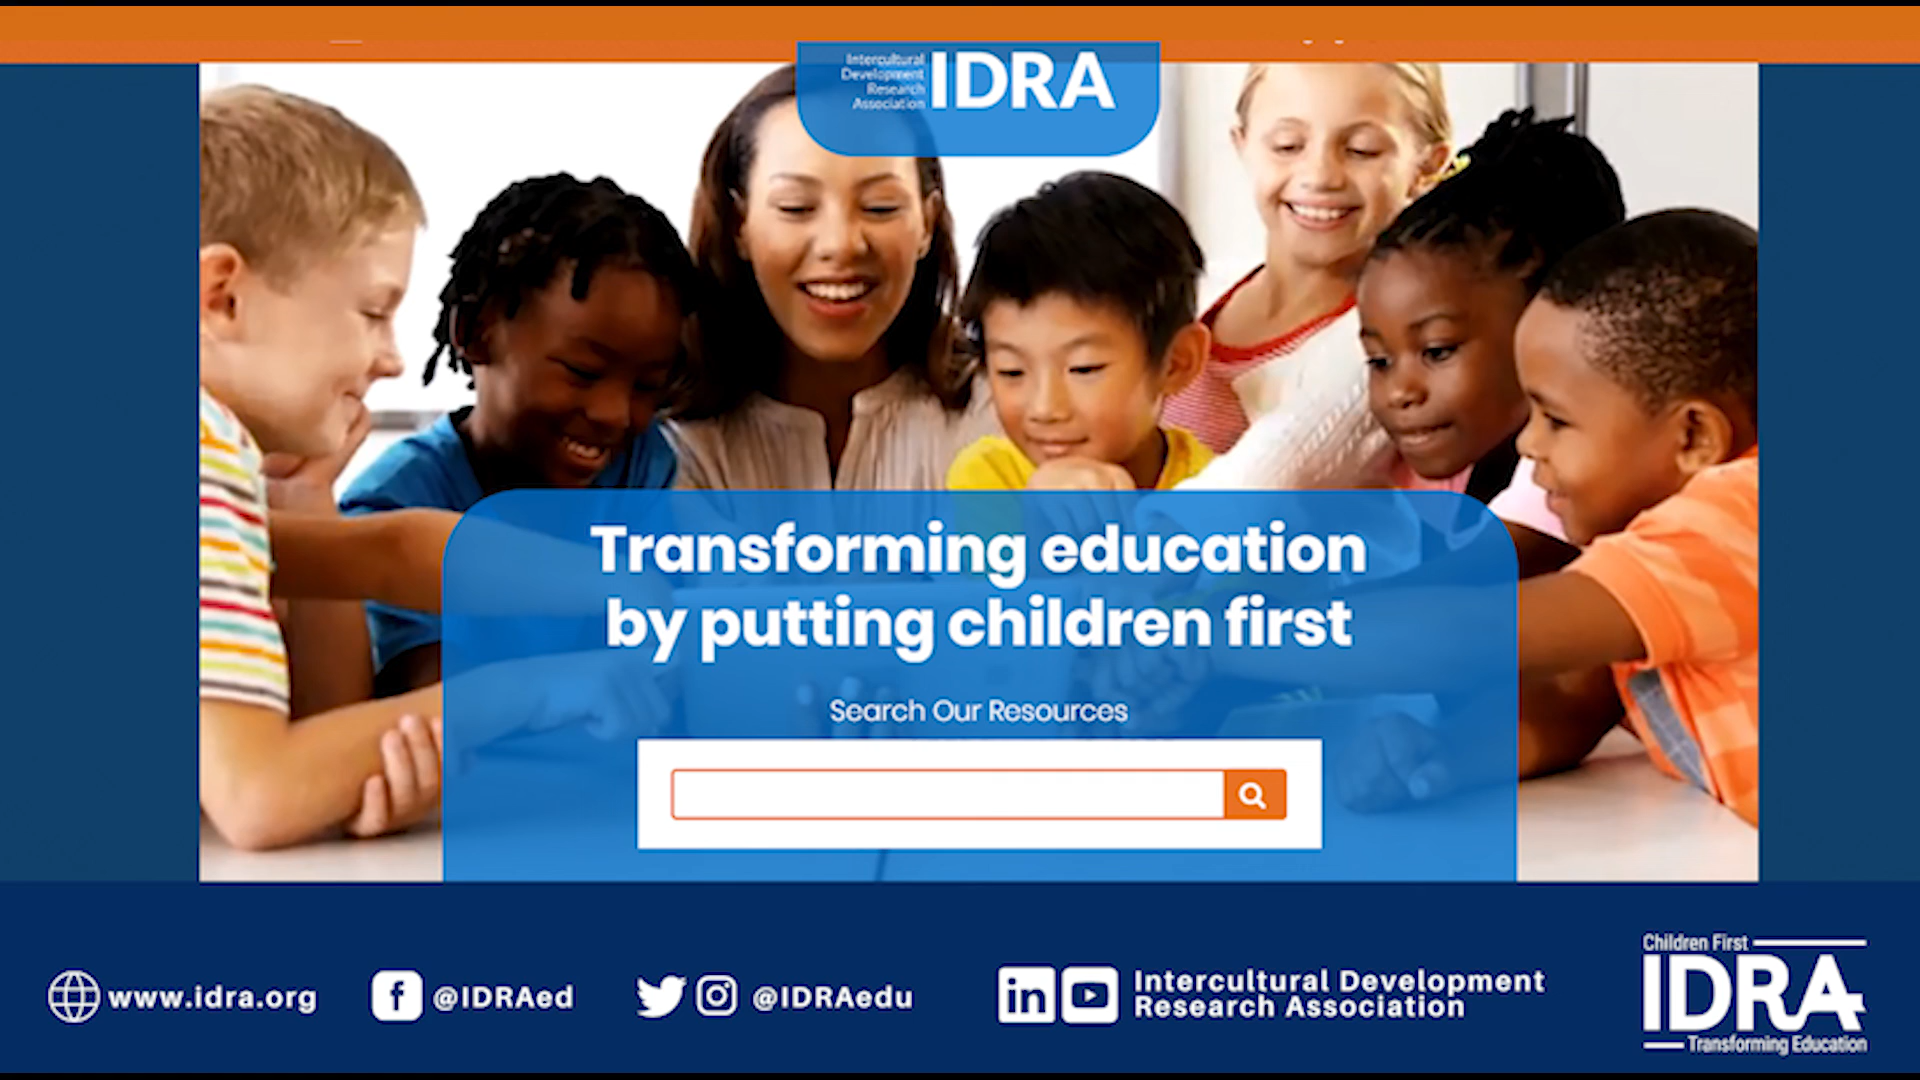 Intercultural
Development
Research
Association
IDRA
Transforming education
by putting children first
Search Our Resources
www.idra.org
@IDRAed
@IDRAedu
in
Intercultural Development
Research Association
Children First
IDRA
Transforming Education